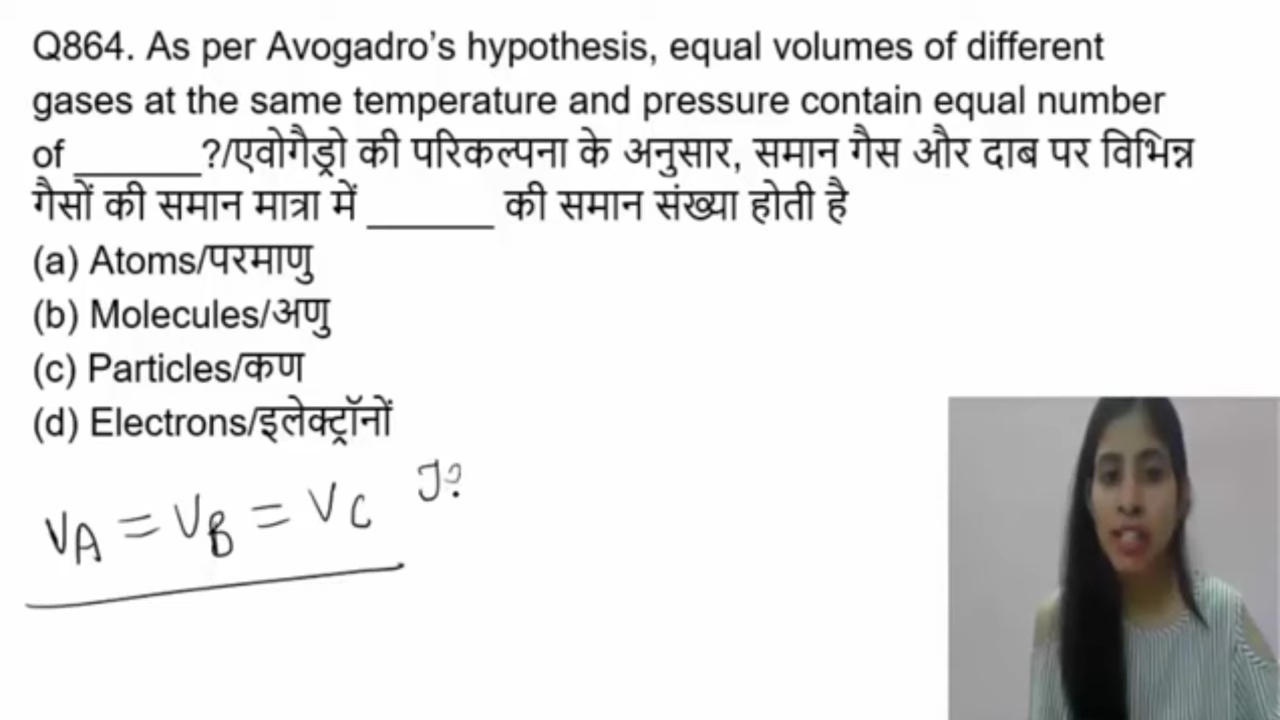 Q864. As per Avogadro’s hypothesis, equal volumes of different
gases at the same temperature and pressure contain equal number
of ______?/एवोगैड्रो की परिकल्पना के अनुसार, समान गैस और दाब पर विभिन्न
गैसों की समान मात्रा में ______ की समान संख्या होती है
(a) Atoms/परमाणु
(b) Molecules/अणु
(c) Particles/कण
(d) Electrons/इलेक्ट्रॉनों
VA = VB = VC